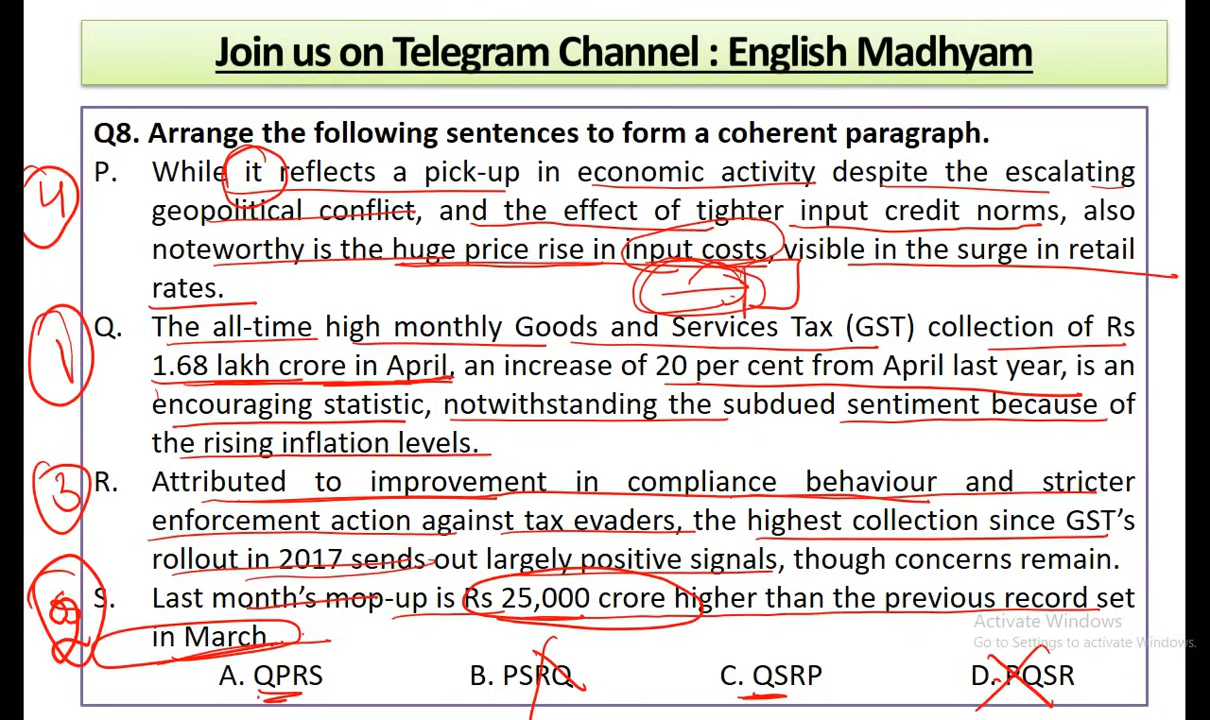 Join us on Telegram Channel : English Madhyam
Q8. Arrange the following sentences to form a coherent paragraph.
P. While it reflects a pick-up in economic activity despite the escalating
geopolitical conflict, and the effect of tighter input credit norms, also
noteworthy is the huge price rise in input costs, visible in the surge in retail
rates.
4
Q. The all-time high monthly Goods and Services Tax (GST) collection of Rs
1.68 lakh crore in April, an increase of 20 per cent from April last year, is an
encouraging statistic, notwithstanding the subdued sentiment because of
the rising inflation levels.
1
R. Attributed to improvement in compliance behaviour and stricter
enforcement action against tax evaders, the highest collection since GST's
rollout in 2017 sends out largely positive signals, though concerns remain.
3
S. Last month's mop-up is Rs 25,000 crore higher than the previous record set
in March.
2
Activate Windows
Go to Settings to activate Windows.
A. QPRS B. PSRQ C. QSRP D. PQSR